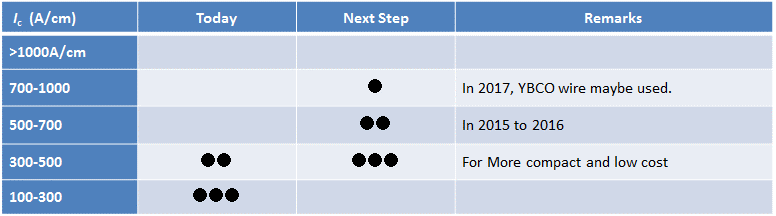 Ic (A/cm) Today Next Step Remarks
>1000A/cm
700-1000 ● In 2017, YBCO wire maybe used.
500-700 ●● In 2015 to 2016
300-500 ●● ●●● For More compact and low cost
100-300 ●●●